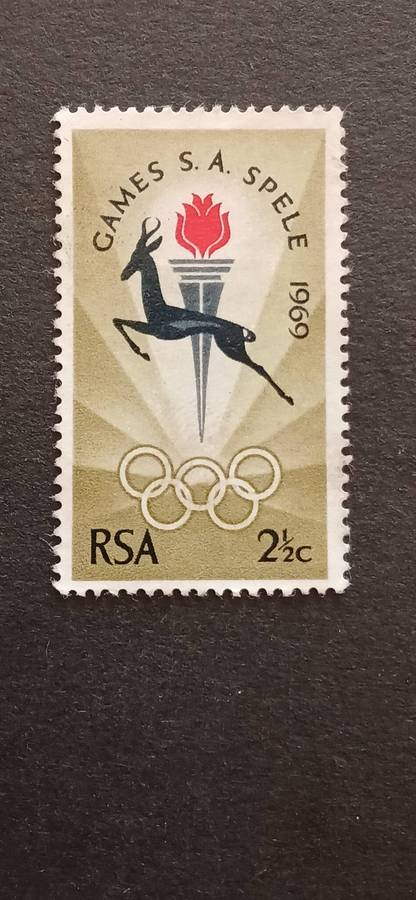 GAMES S.A. SPELE 1969
RSA 2½C